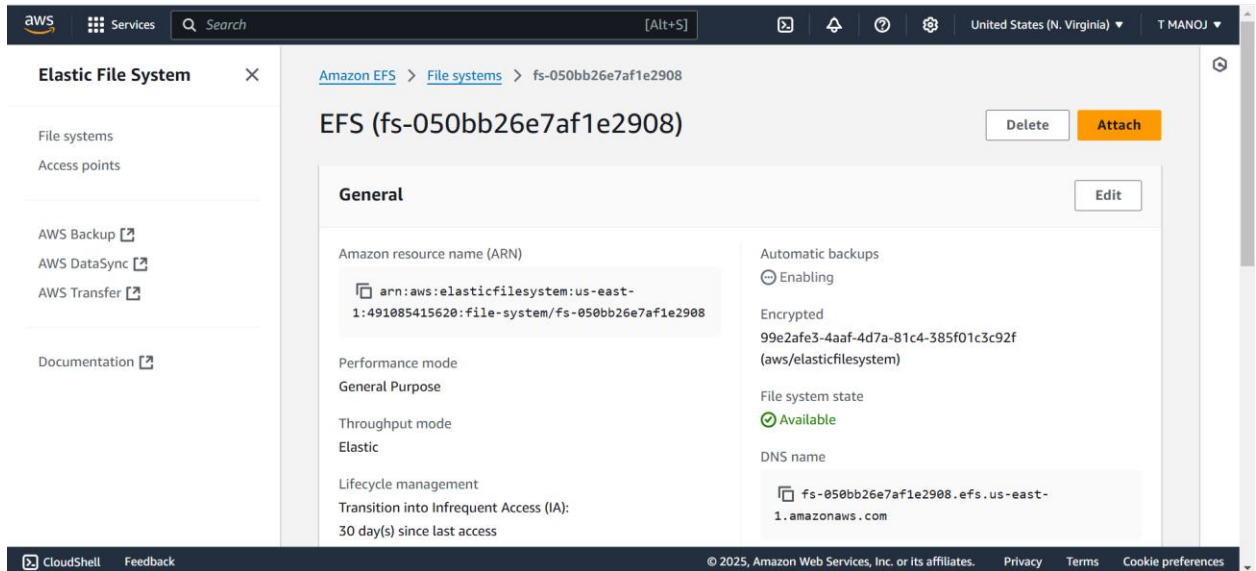 aws
Services
Search
[Alt+S]
United States (N. Virginia)
T MANOJ
Elastic File System
File systems
Access points
AWS Backup
AWS DataSync
AWS Transfer
Documentation
Amazon EFS > File systems > fs-050bb26e7af1e2908
EFS (fs-050bb26e7af1e2908)
Delete
Attach
General
Edit
Amazon resource name (ARN)
arn:aws:elasticfilesystem:us-east-
1:491085415620:file-system/fs-050bb26e7af1e2908
Performance mode
General Purpose
Throughput mode
Elastic
Lifecycle management
Transition into Infrequent Access (IA):
30 day(s) since last access
Automatic backups
Enabling
Encrypted
99e2afe3-4aaf-4d7a-81c4-385f01c3c92f
(aws/elasticfilesystem)
File system state
Available
DNS name
fs-050bb26e7af1e2908.efs.us-east-
1.amazonaws.com
CloudShell
Feedback
© 2025, Amazon Web Services, Inc. or its affiliates.
Privacy
Terms
Cookie preferences